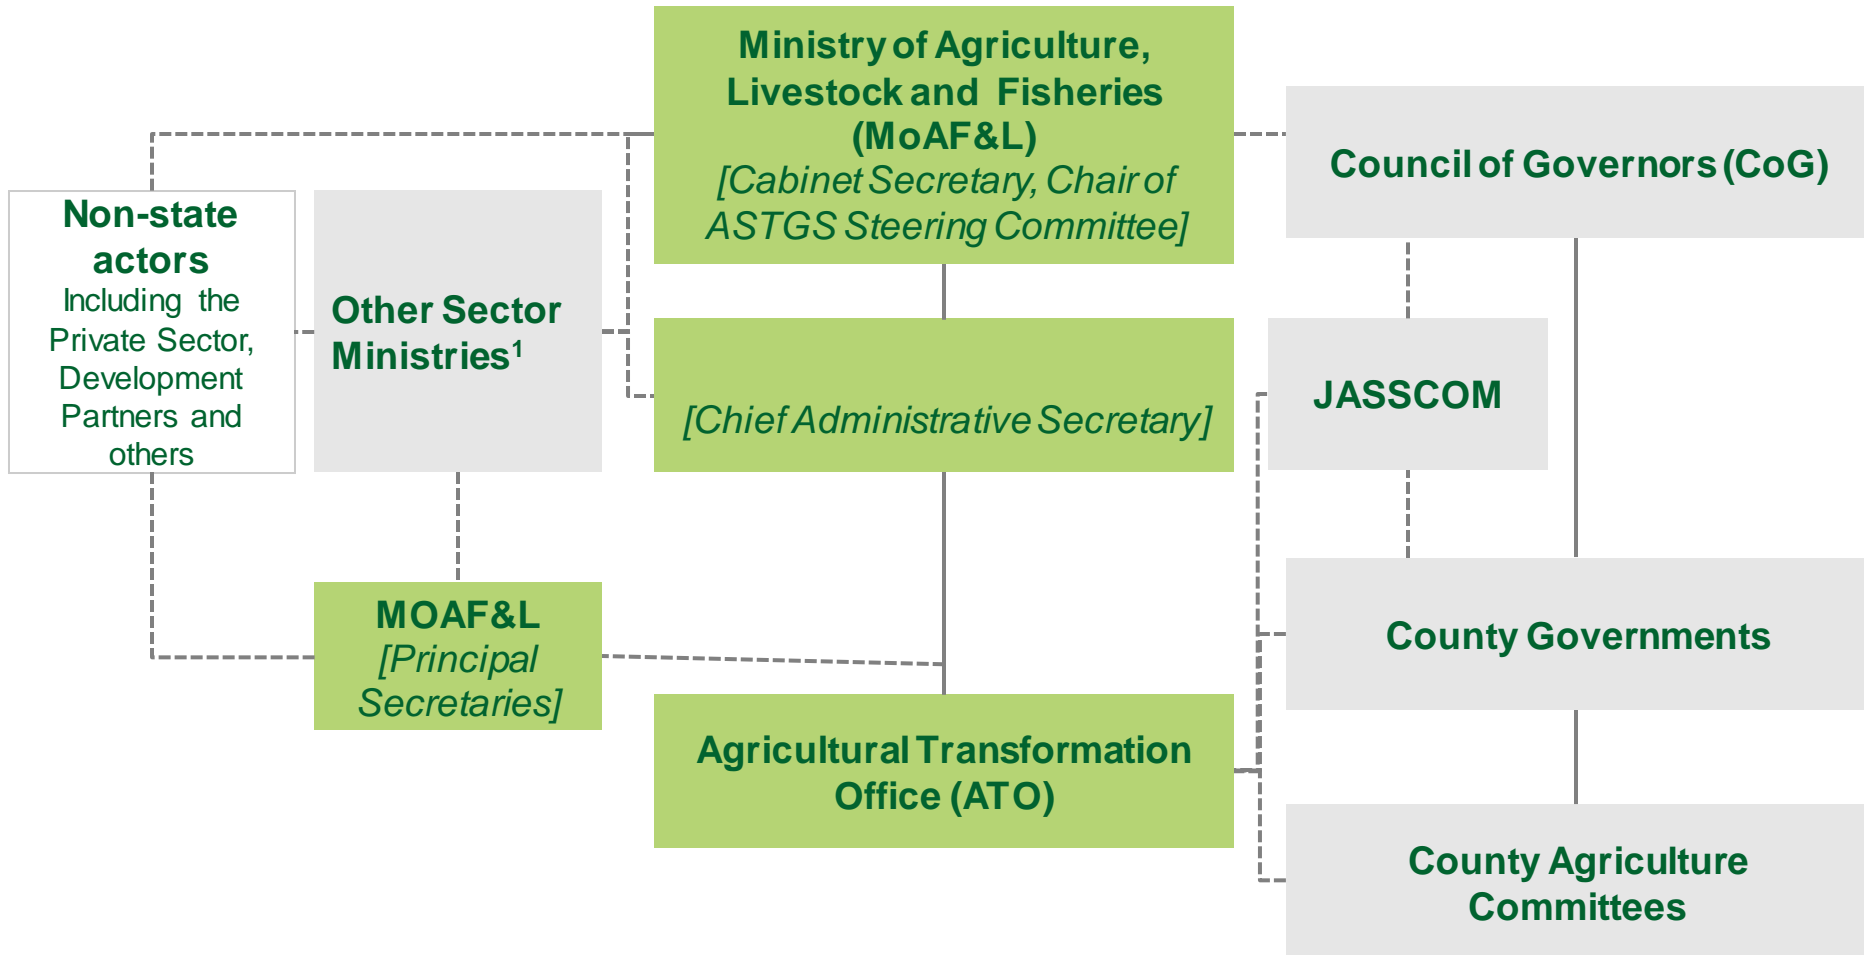 Ministry of Agriculture,
Livestock and Fisheries
(MoAF&L)
[Cabinet Secretary, Chair of
ASTGS Steering Committee]
Council of Governors (CoG)
Non-state
actors
Including the
Private Sector,
Development
Partners and
others
Other Sector
Ministries¹
[Chief Administrative Secretary]
JASSCOM
MOAF&L
[Principal
Secretaries]
County Governments
Agricultural Transformation
Office (ATO)
County Agriculture
Committees